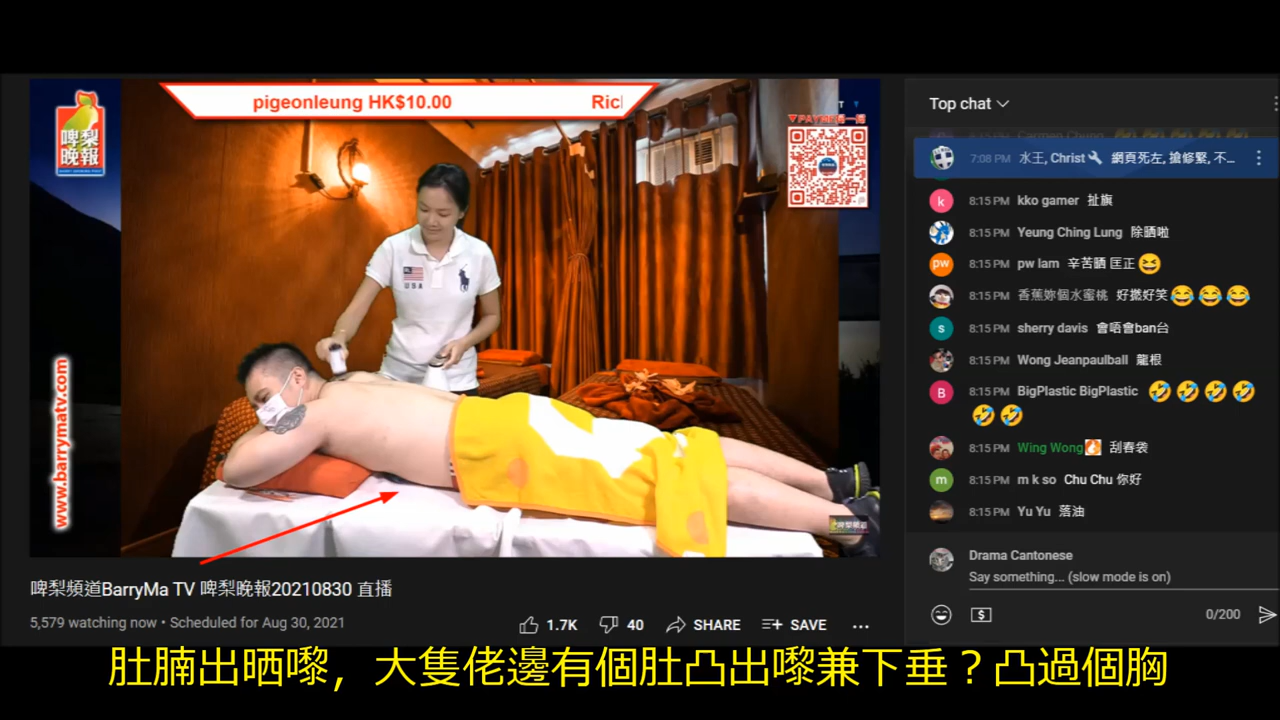 pigeonleung HK$10.00
Ric
啤梨
晚報
PAYME
U S A
www.barrymatv.com
啤梨頻道
啤梨頻道BarryMa TV 啤梨晚報20210830 直播
5,579 watching now • Scheduled for Aug 30, 2021
1.7K
40
SHARE
SAVE
Top chat
7:08 PM 水王, Christ 網頁死左, 搶修緊, 不...
8:15 PM kko gamer 扯旗
8:15 PM Yeung Ching Lung 除晒啦
pw 8:15 PM pw lam 辛苦晒 匡正😆
8:15 PM 香蕉妳個水蜜桃 好撚好笑😂😂😂
s 8:15 PM sherry davis 會唔會ban台
8:15 PM Wong Jeanpaulball 龍根
B 8:15 PM BigPlastic BigPlastic 🤣🤣🤣🤣
🤣🤣
8:15 PM Wing Wong 刮春袋
m 8:15 PM m k so Chu Chu 你好
8:15 PM Yu Yu 落油
Drama Cantonese
Say something... (slow mode is on)
0/200
肚腩出晒嚟，大隻佬邊有個肚凸出嚟兼下垂？凸過個胸